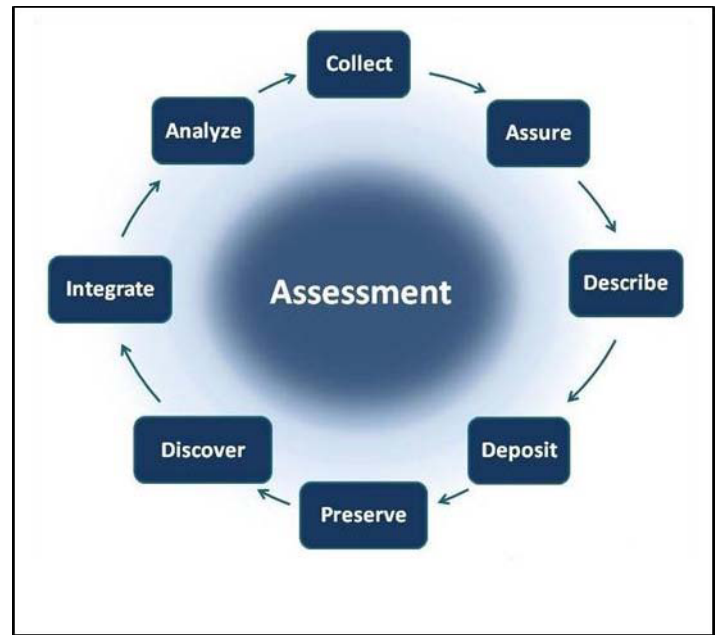 Collect
Assure
Describe
Deposit
Preserve
Discover
Integrate
Analyze
Assessment